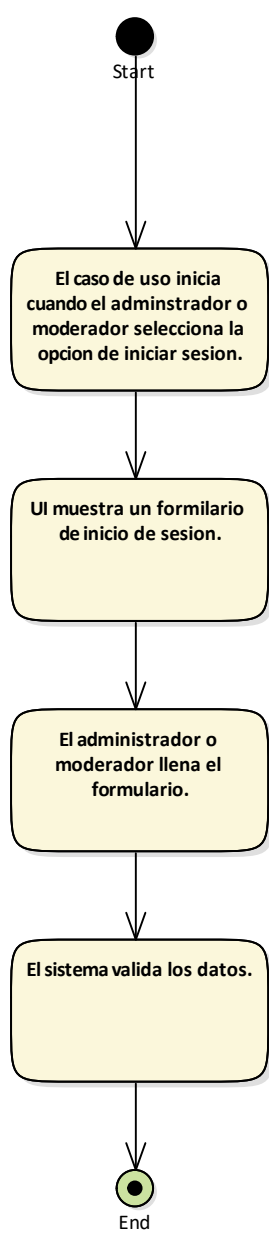 Start
El caso de uso inicia
cuando el adminstrador o
moderador selecciona la
opcion de iniciar sesion.
UI muestra un formilario
de inicio de sesion.
El administrador o
moderador llena el
formulario.
El sistema valida los datos.
End